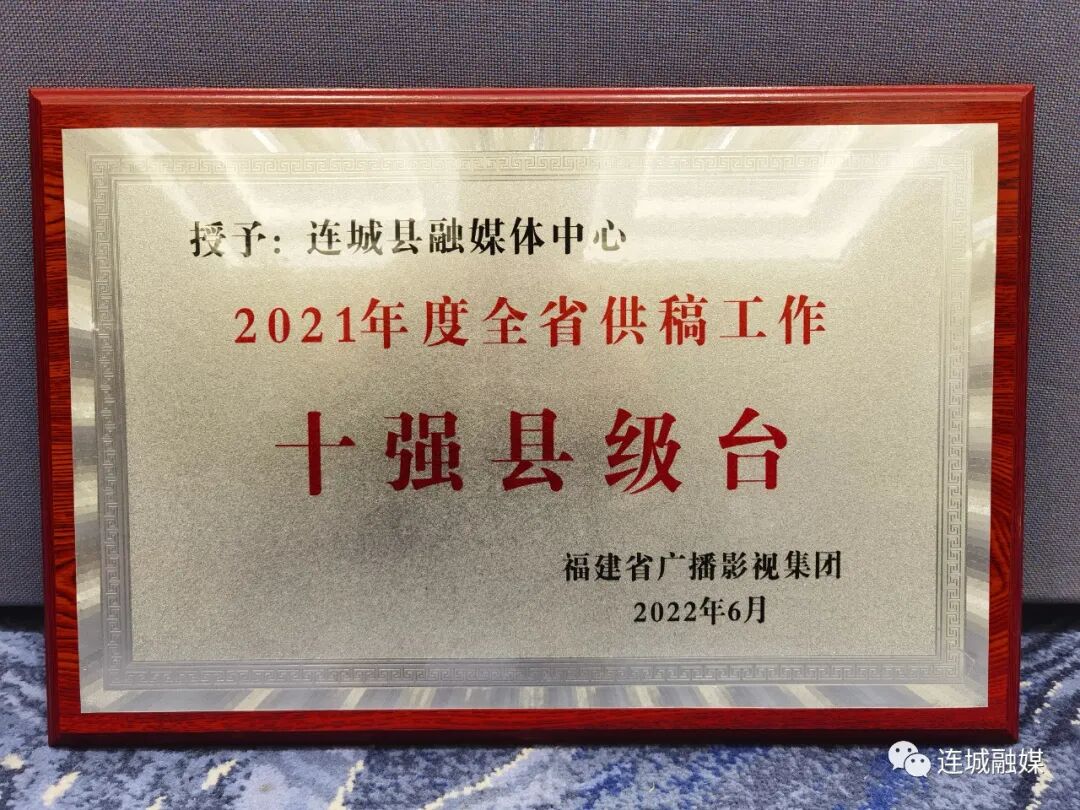 授予：连城县融媒体中心
2021年度全省供稿工作
十强县级台
福建省广播影视集团
2022年6月
连城融媒